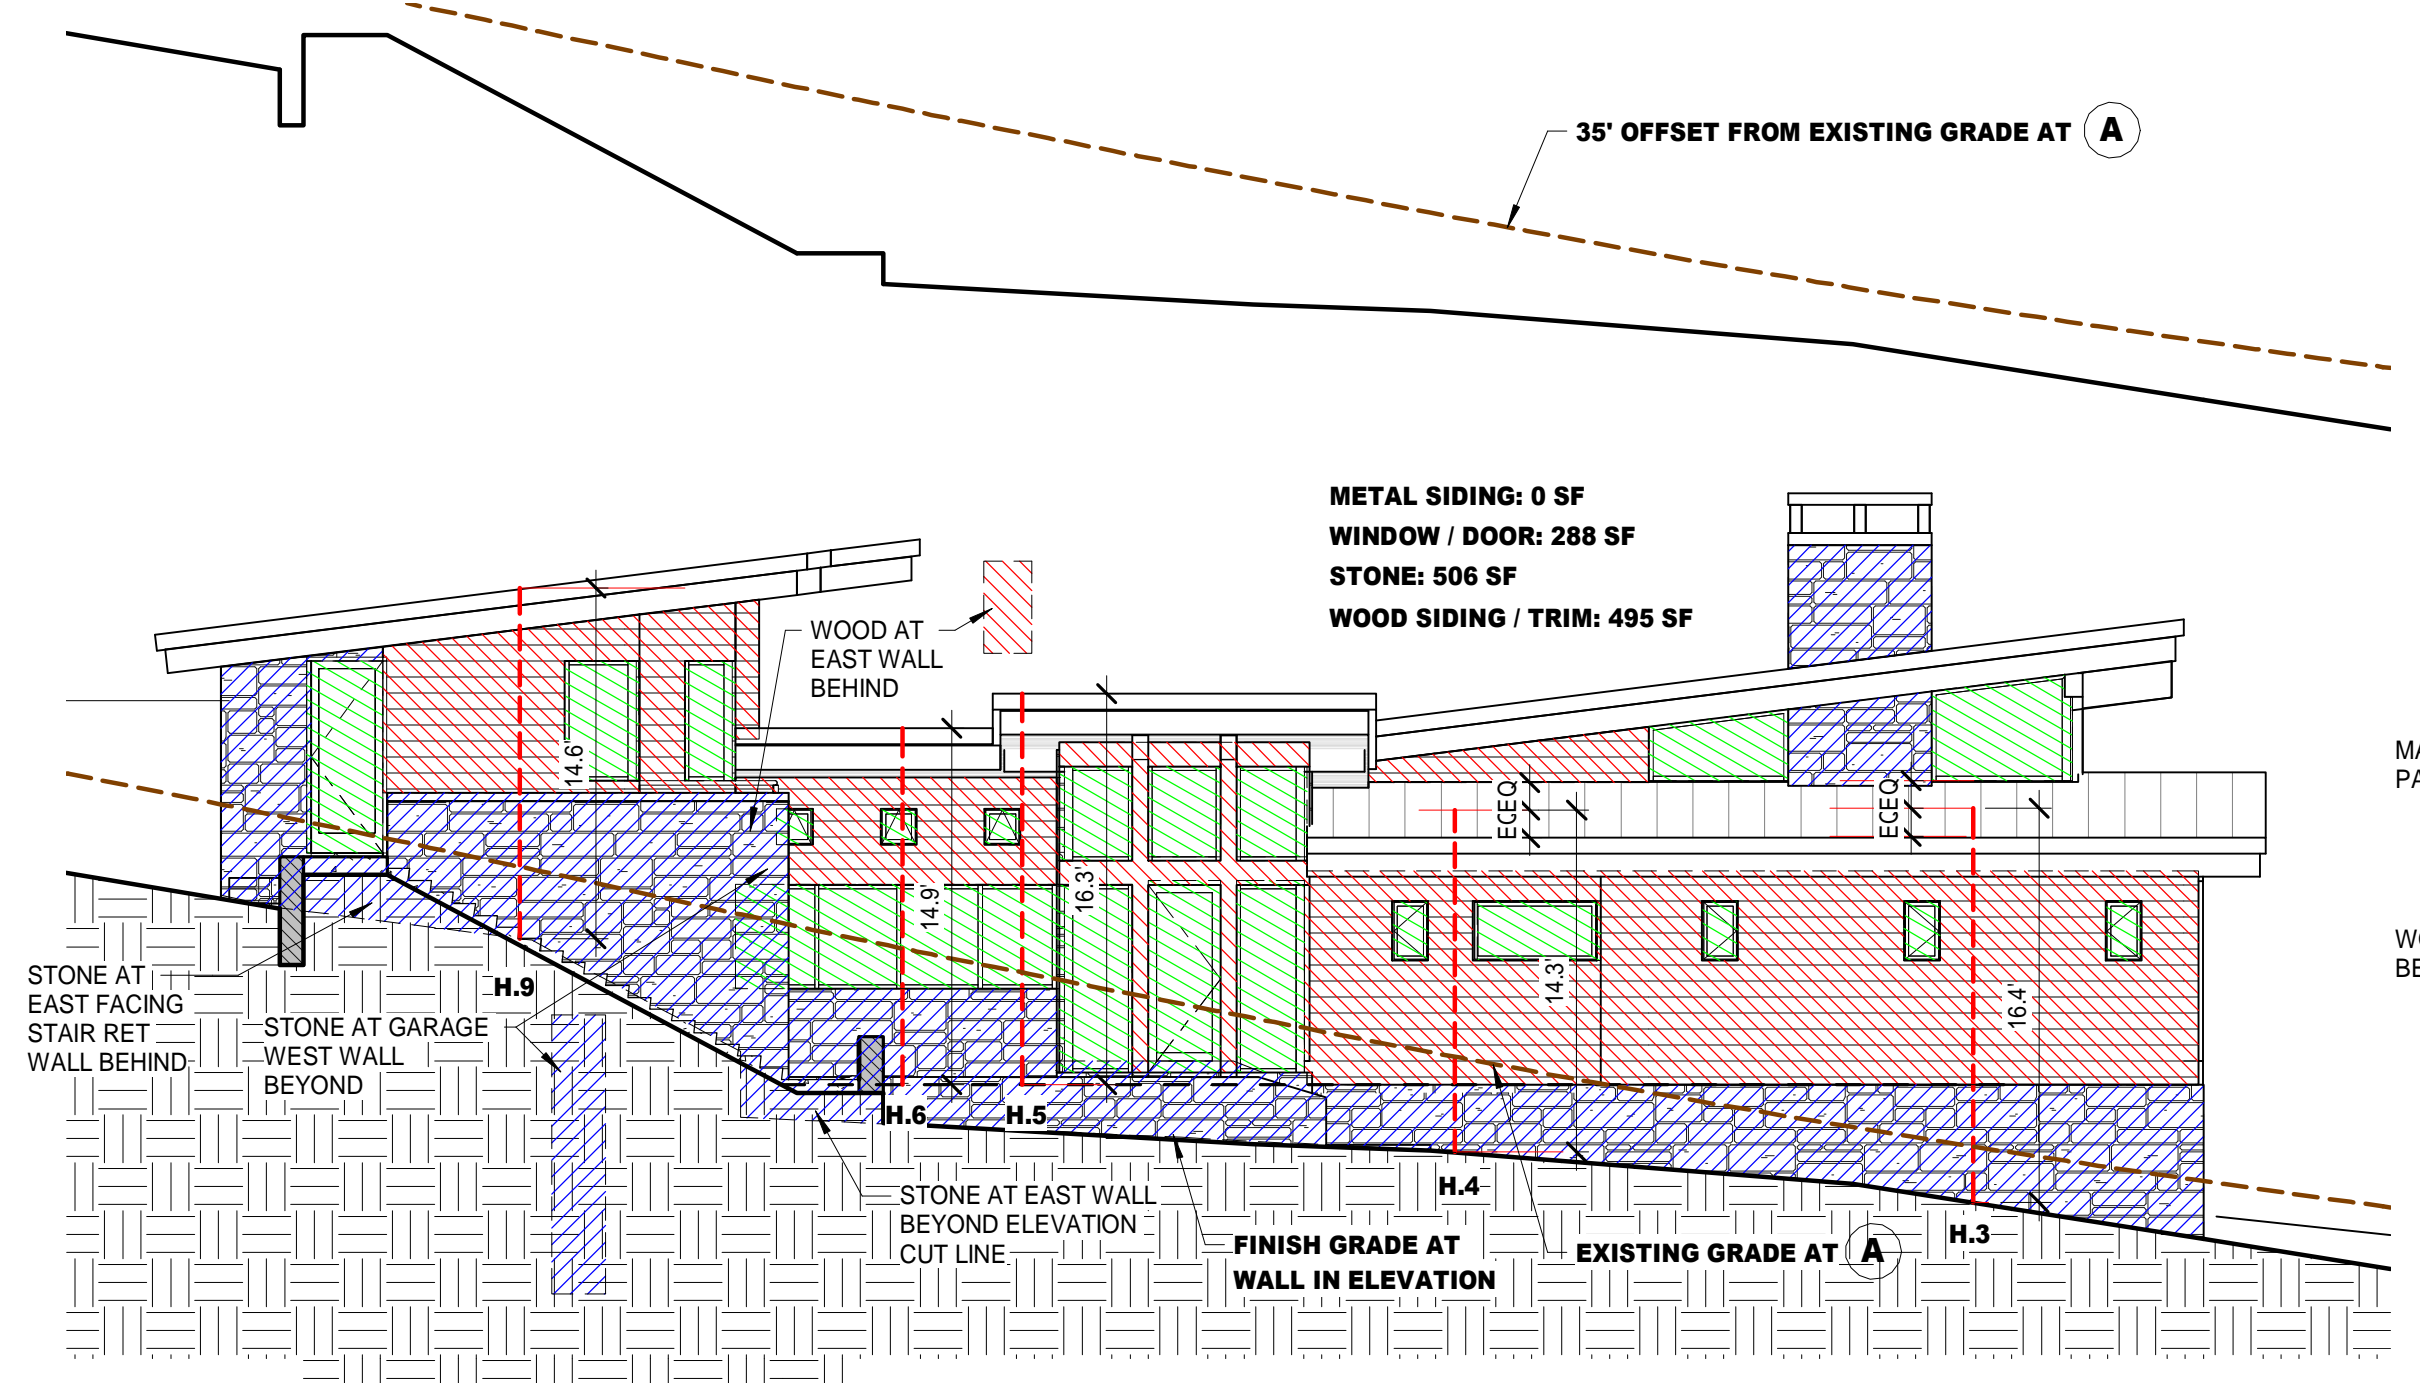 35' OFFSET FROM EXISTING GRADE AT A
METAL SIDING: 0 SF
WINDOW / DOOR: 288 SF
STONE: 506 SF
WOOD SIDING / TRIM: 495 SF
WOOD AT
EAST WALL
BEHIND
14.6'
14.9'
16.3'
14.3'
16.4'
STONE AT
EAST FACING
STAIR RET
WALL BEHIND
STONE AT GARAGE
WEST WALL
BEYOND
H.9
H.6
H.5
H.4
H.3
STONE AT EAST WALL
BEYOND ELEVATION
CUT LINE
FINISH GRADE AT
WALL IN ELEVATION
EXISTING GRADE AT A